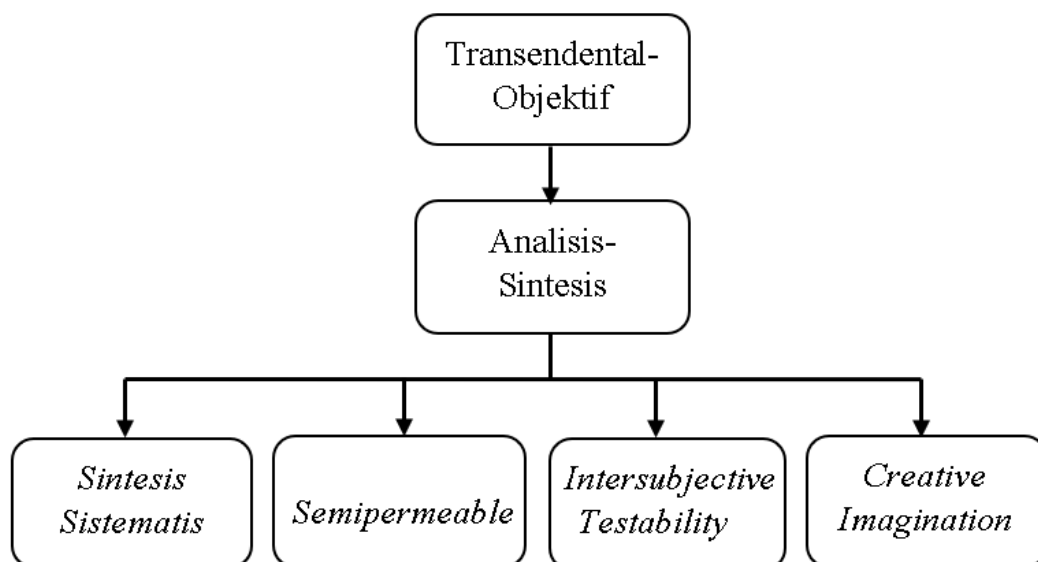 Transendental-
Objektif
Analisis-
Sintesis
Sintesis
Sistematis
Semipermeable
Intersubjective
Testability
Creative
Imagination